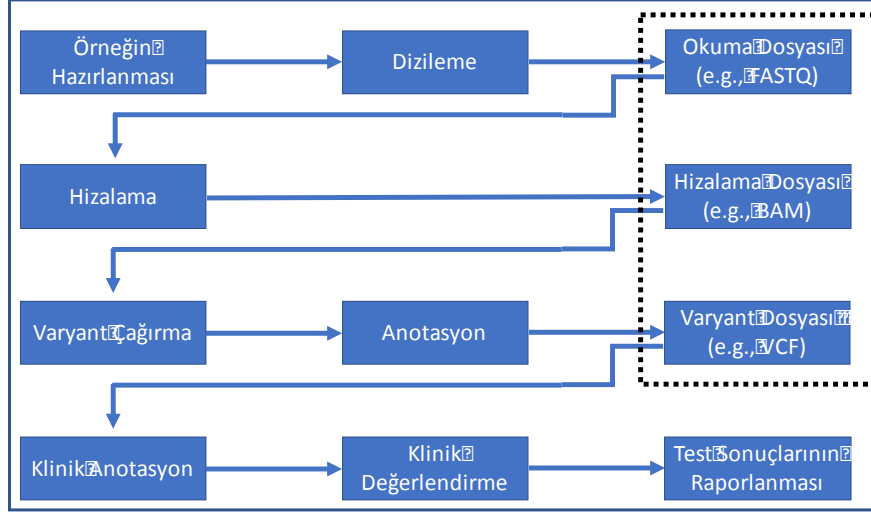 Örneğin
Hazırlanması
Dizileme
Okuma Dosyası
(e.g., FASTQ)
Hizalama
Hizalama Dosyası
(e.g., BAM)
Varyant Çağırma
Anotasyon
Varyant Dosyası
(e.g., VCF)
Klinik Anotasyon
Klinik
Değerlendirme
Test Sonuçlarının
Raporlanması